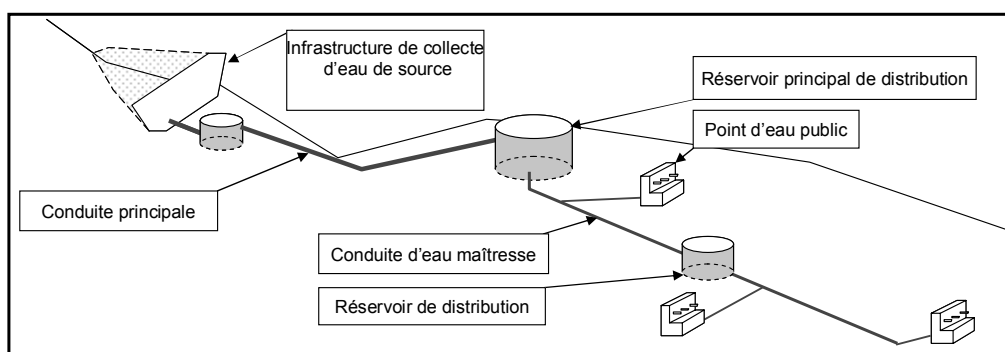 Infrastructure de collecte
d'eau de source
Réservoir principal de distribution
Point d'eau public
Conduite principale
Conduite d'eau maîtresse
Réservoir de distribution